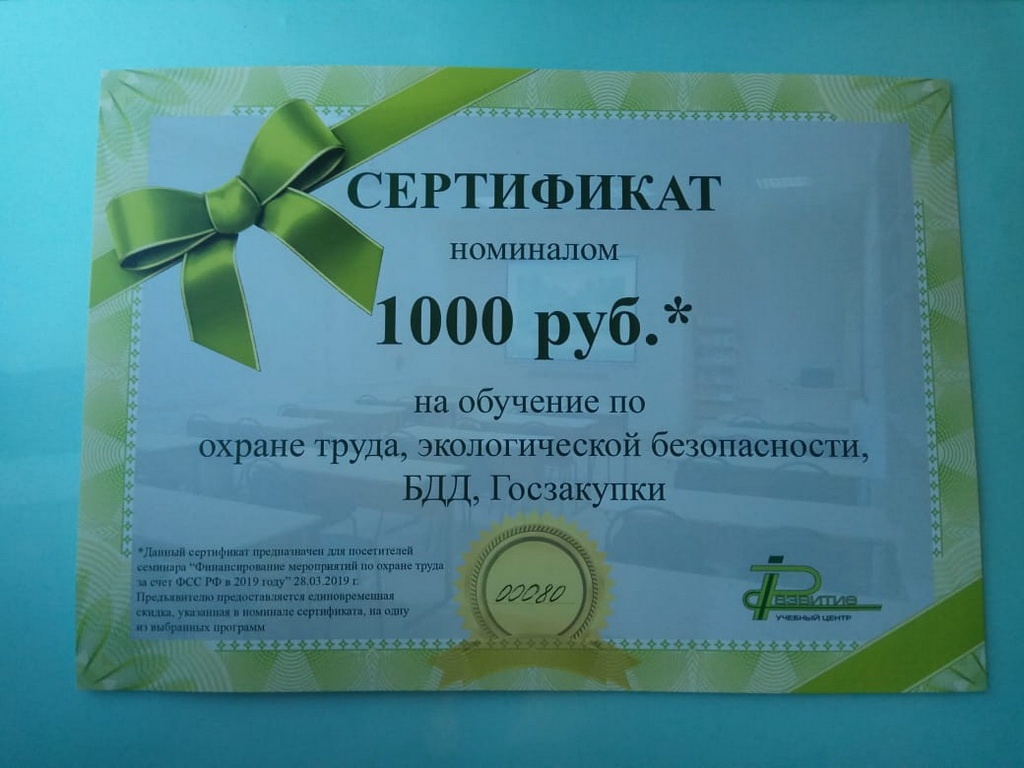 СЕРТИФИКАТ
номиналом
1000 руб.*
на обучение по
охране труда, экологической безопасности,
БДД, Госзакупки
*Данный сертификат предназначен для посетителей
семинара “Финансирование мероприятий по охране труда
за счет ФСС РФ в 2019 году” 28.03.2019 г.
Предъявителю предоставляется единовременная
скидка, указанная в номинале сертификата, на одну
из выбранных программ
00080
Развитие
УЧЕБНЫЙ ЦЕНТР